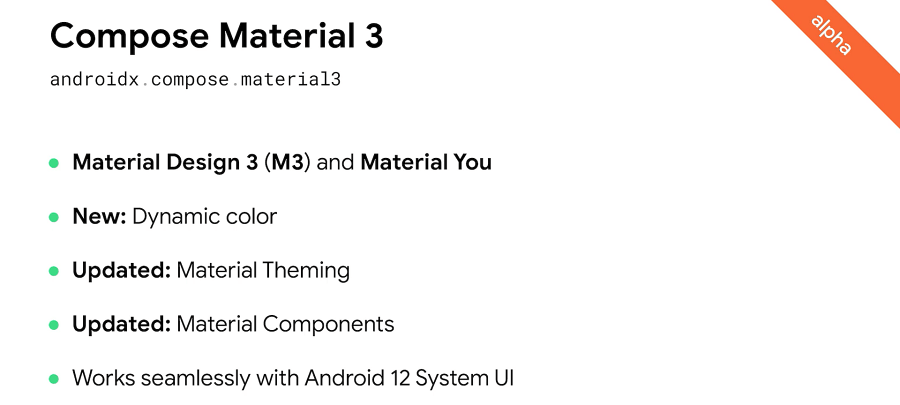 Compose Material 3
alpha
androidx.compose.material3
Material Design 3 (M3) and Material You
New: Dynamic color
Updated: Material Theming
Updated: Material Components
Works seamlessly with Android 12 System UI